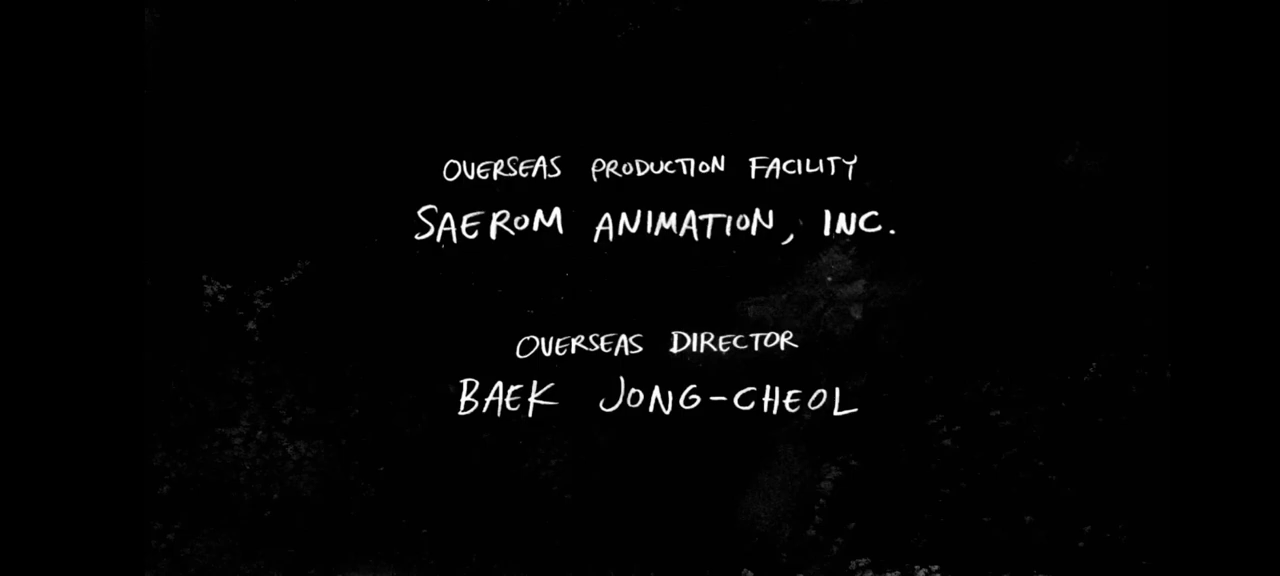 OVERSEAS PRODUCTION FACILITY
SAEROM ANIMATION, INC.
OVERSEAS DIRECTOR
BAEK JONG-CHEOL